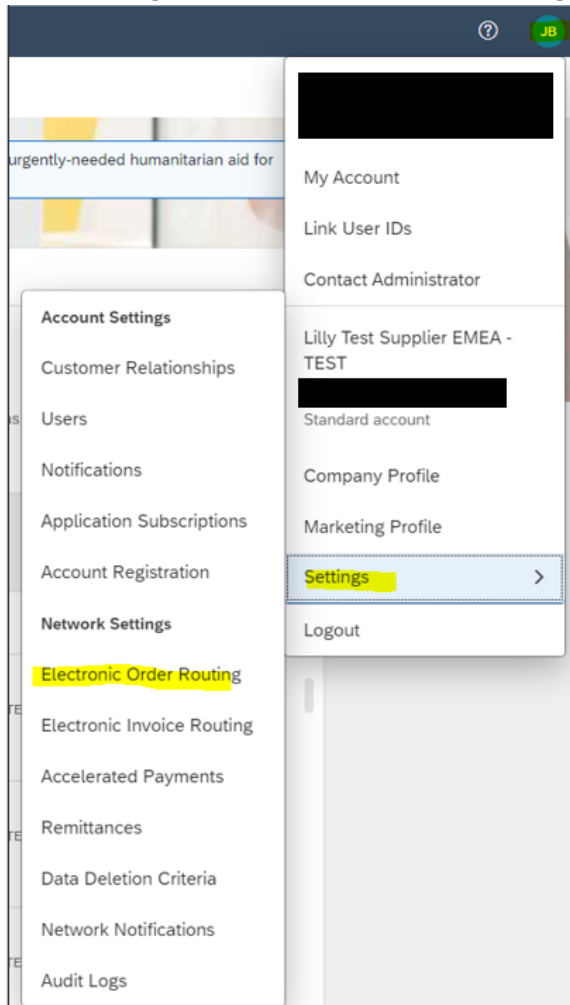 JB
urgently-needed humanitarian aid for
My Account
Link User IDs
Contact Administrator
Lilly Test Supplier EMEA -
TEST
Standard account
Company Profile
Marketing Profile
Settings
Logout
Account Settings
Customer Relationships
Users
Notifications
Application Subscriptions
Account Registration
Network Settings
Electronic Order Routing
Electronic Invoice Routing
Accelerated Payments
Remittances
Data Deletion Criteria
Network Notifications
Audit Logs